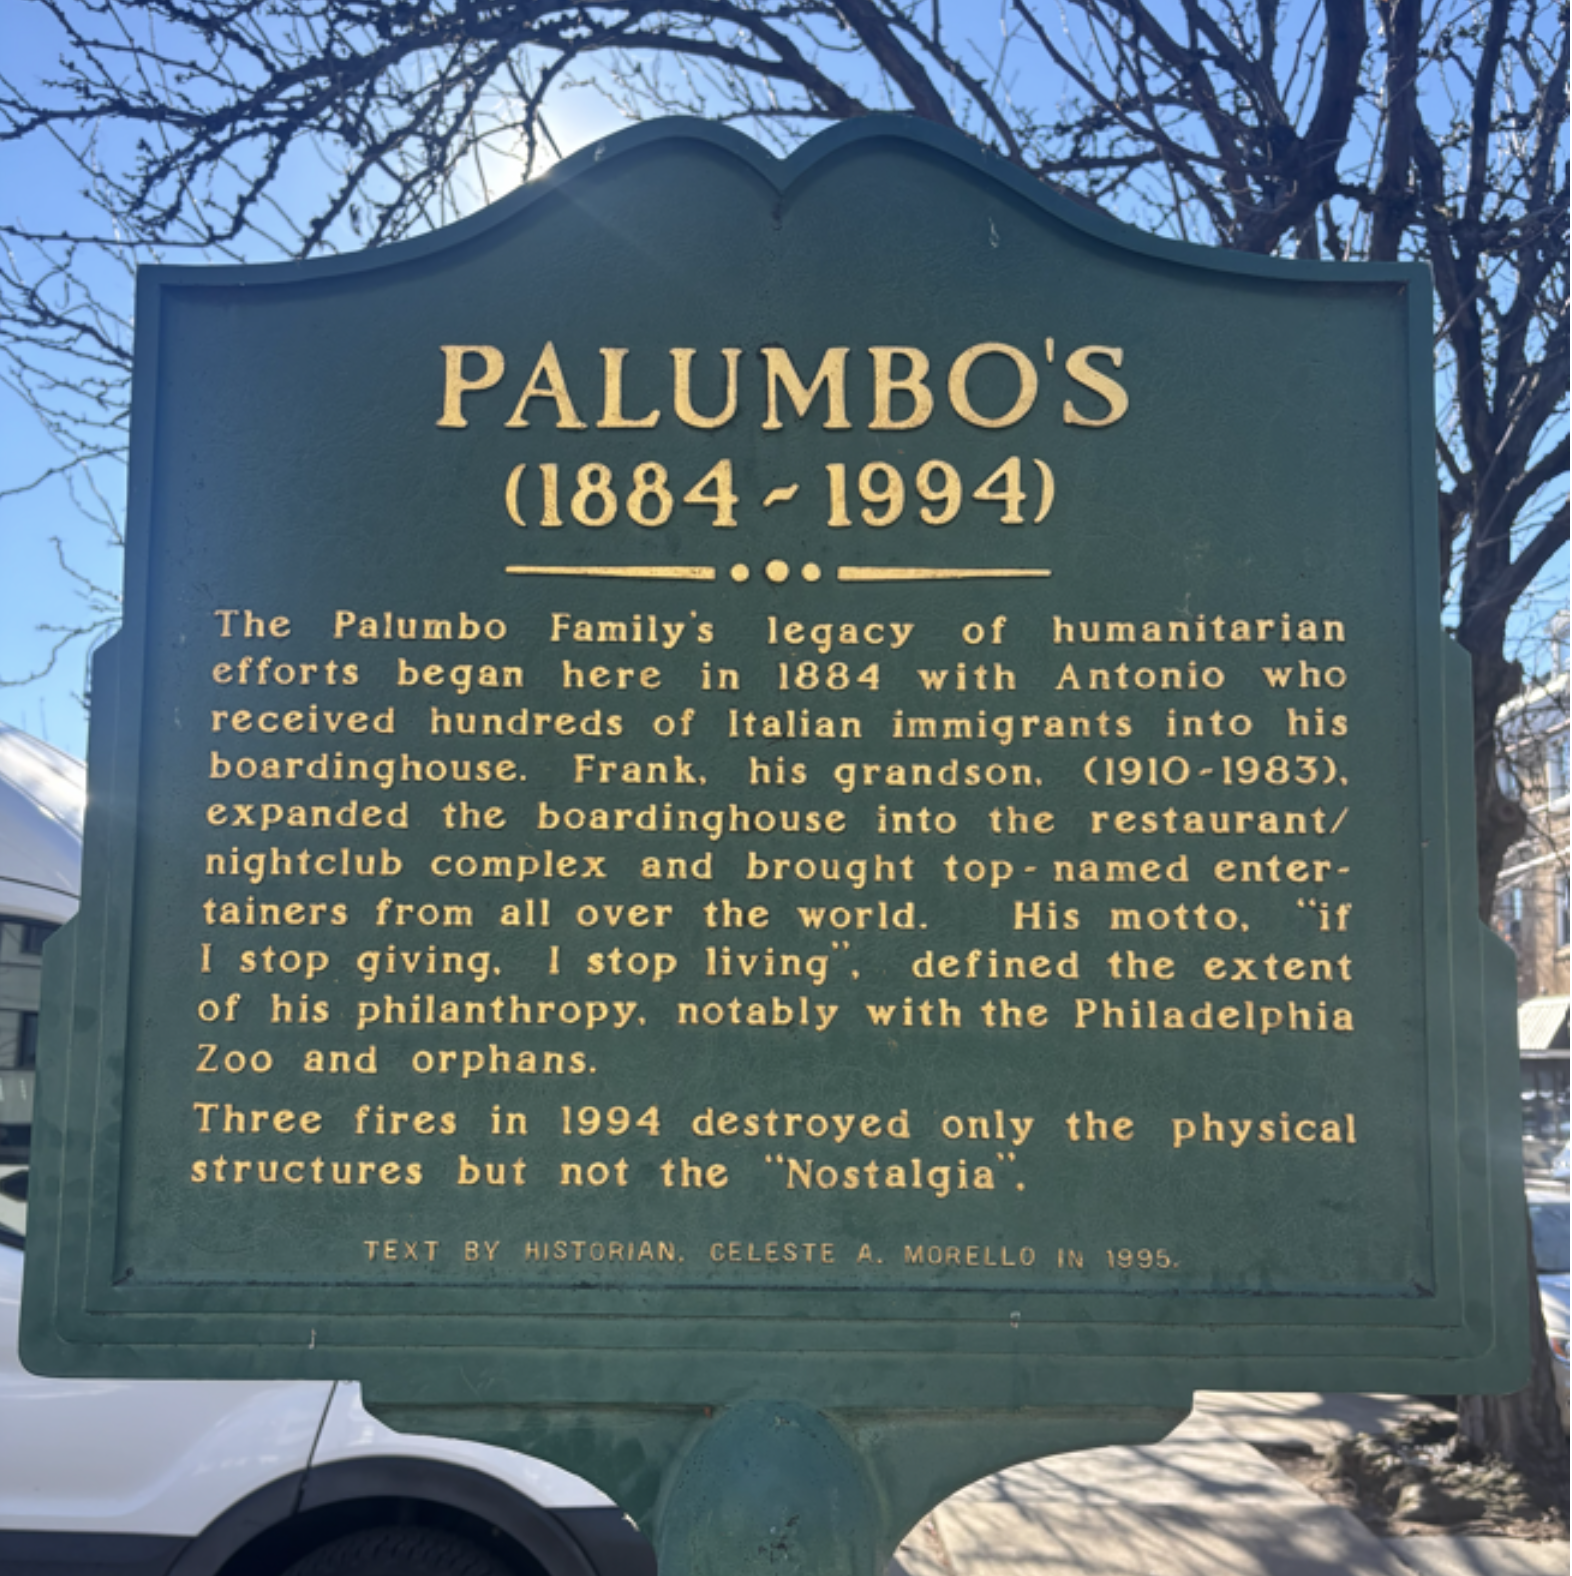 PALUMBO'S
(1884~1994)
The Palumbo Family's legacy of humanitarian
efforts began here in 1884 with Antonio who
received hundreds of Italian immigrants into his
boardinghouse. Frank, his grandson, (1910-1983),
expanded the boardinghouse into the restaurant/
nightclub complex and brought top-named enter-
tainers from all over the world. His motto, "if
I stop giving, I stop living", defined the extent
of his philanthropy, notably with the Philadelphia
Zoo and orphans.
Three fires in 1994 destroyed only the physical
structures but not the "Nostalgia".
TEXT BY HISTORIAN, CELESTE A. MORELLO IN 1995.